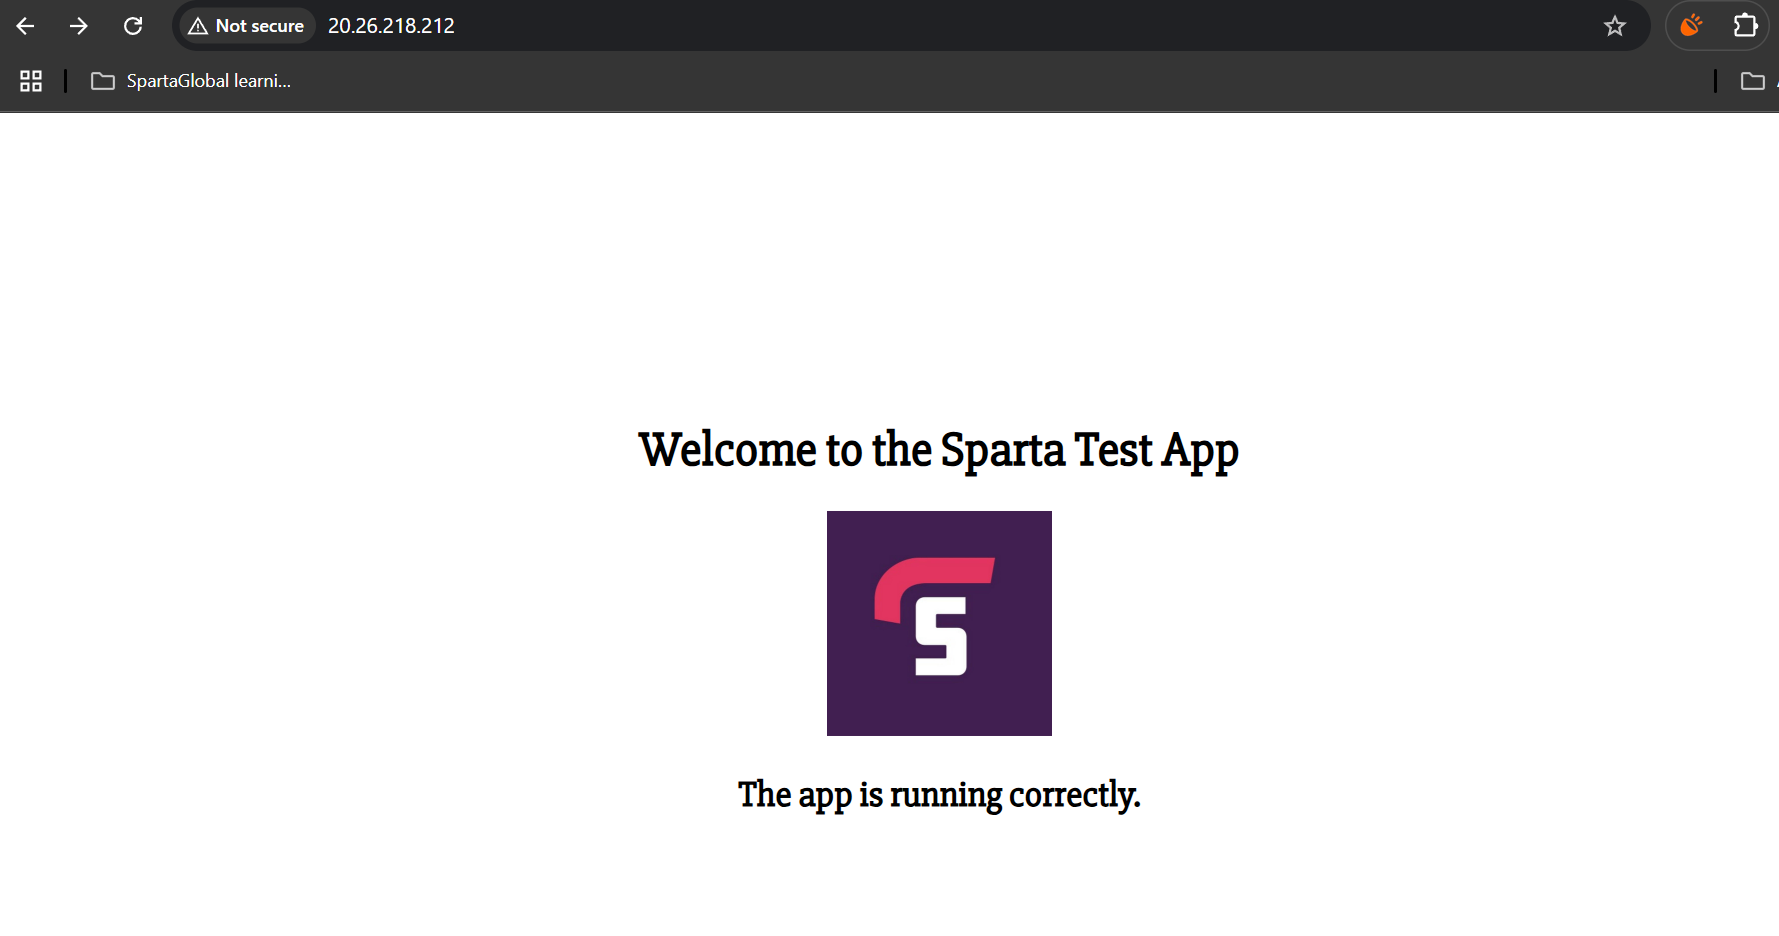 Not secure
20.26.218.212
SpartaGlobal learni...
Welcome to the Sparta Test App
S
The app is running correctly.